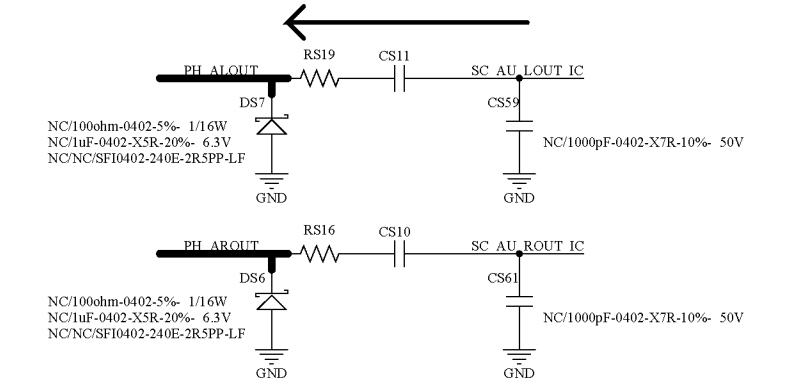 RS19 CS11
PH_ALOUT SC_AU_LOUT_IC
DS7 CS59
NC/100ohm-0402-5%- 1/16W
NC/1uF-0402-X5R-20%- 6.3V NC/1000pF-0402-X7R-10%- 50V
NC/NC/SFI0402-240E-2R5PP-LF
GND GND
RS16 CS10
PH_AROUT SC_AU_ROUT_IC
DS6 CS61
NC/100ohm-0402-5%- 1/16W
NC/1uF-0402-X5R-20%- 6.3V NC/1000pF-0402-X7R-10%- 50V
NC/NC/SFI0402-240E-2R5PP-LF
GND GND